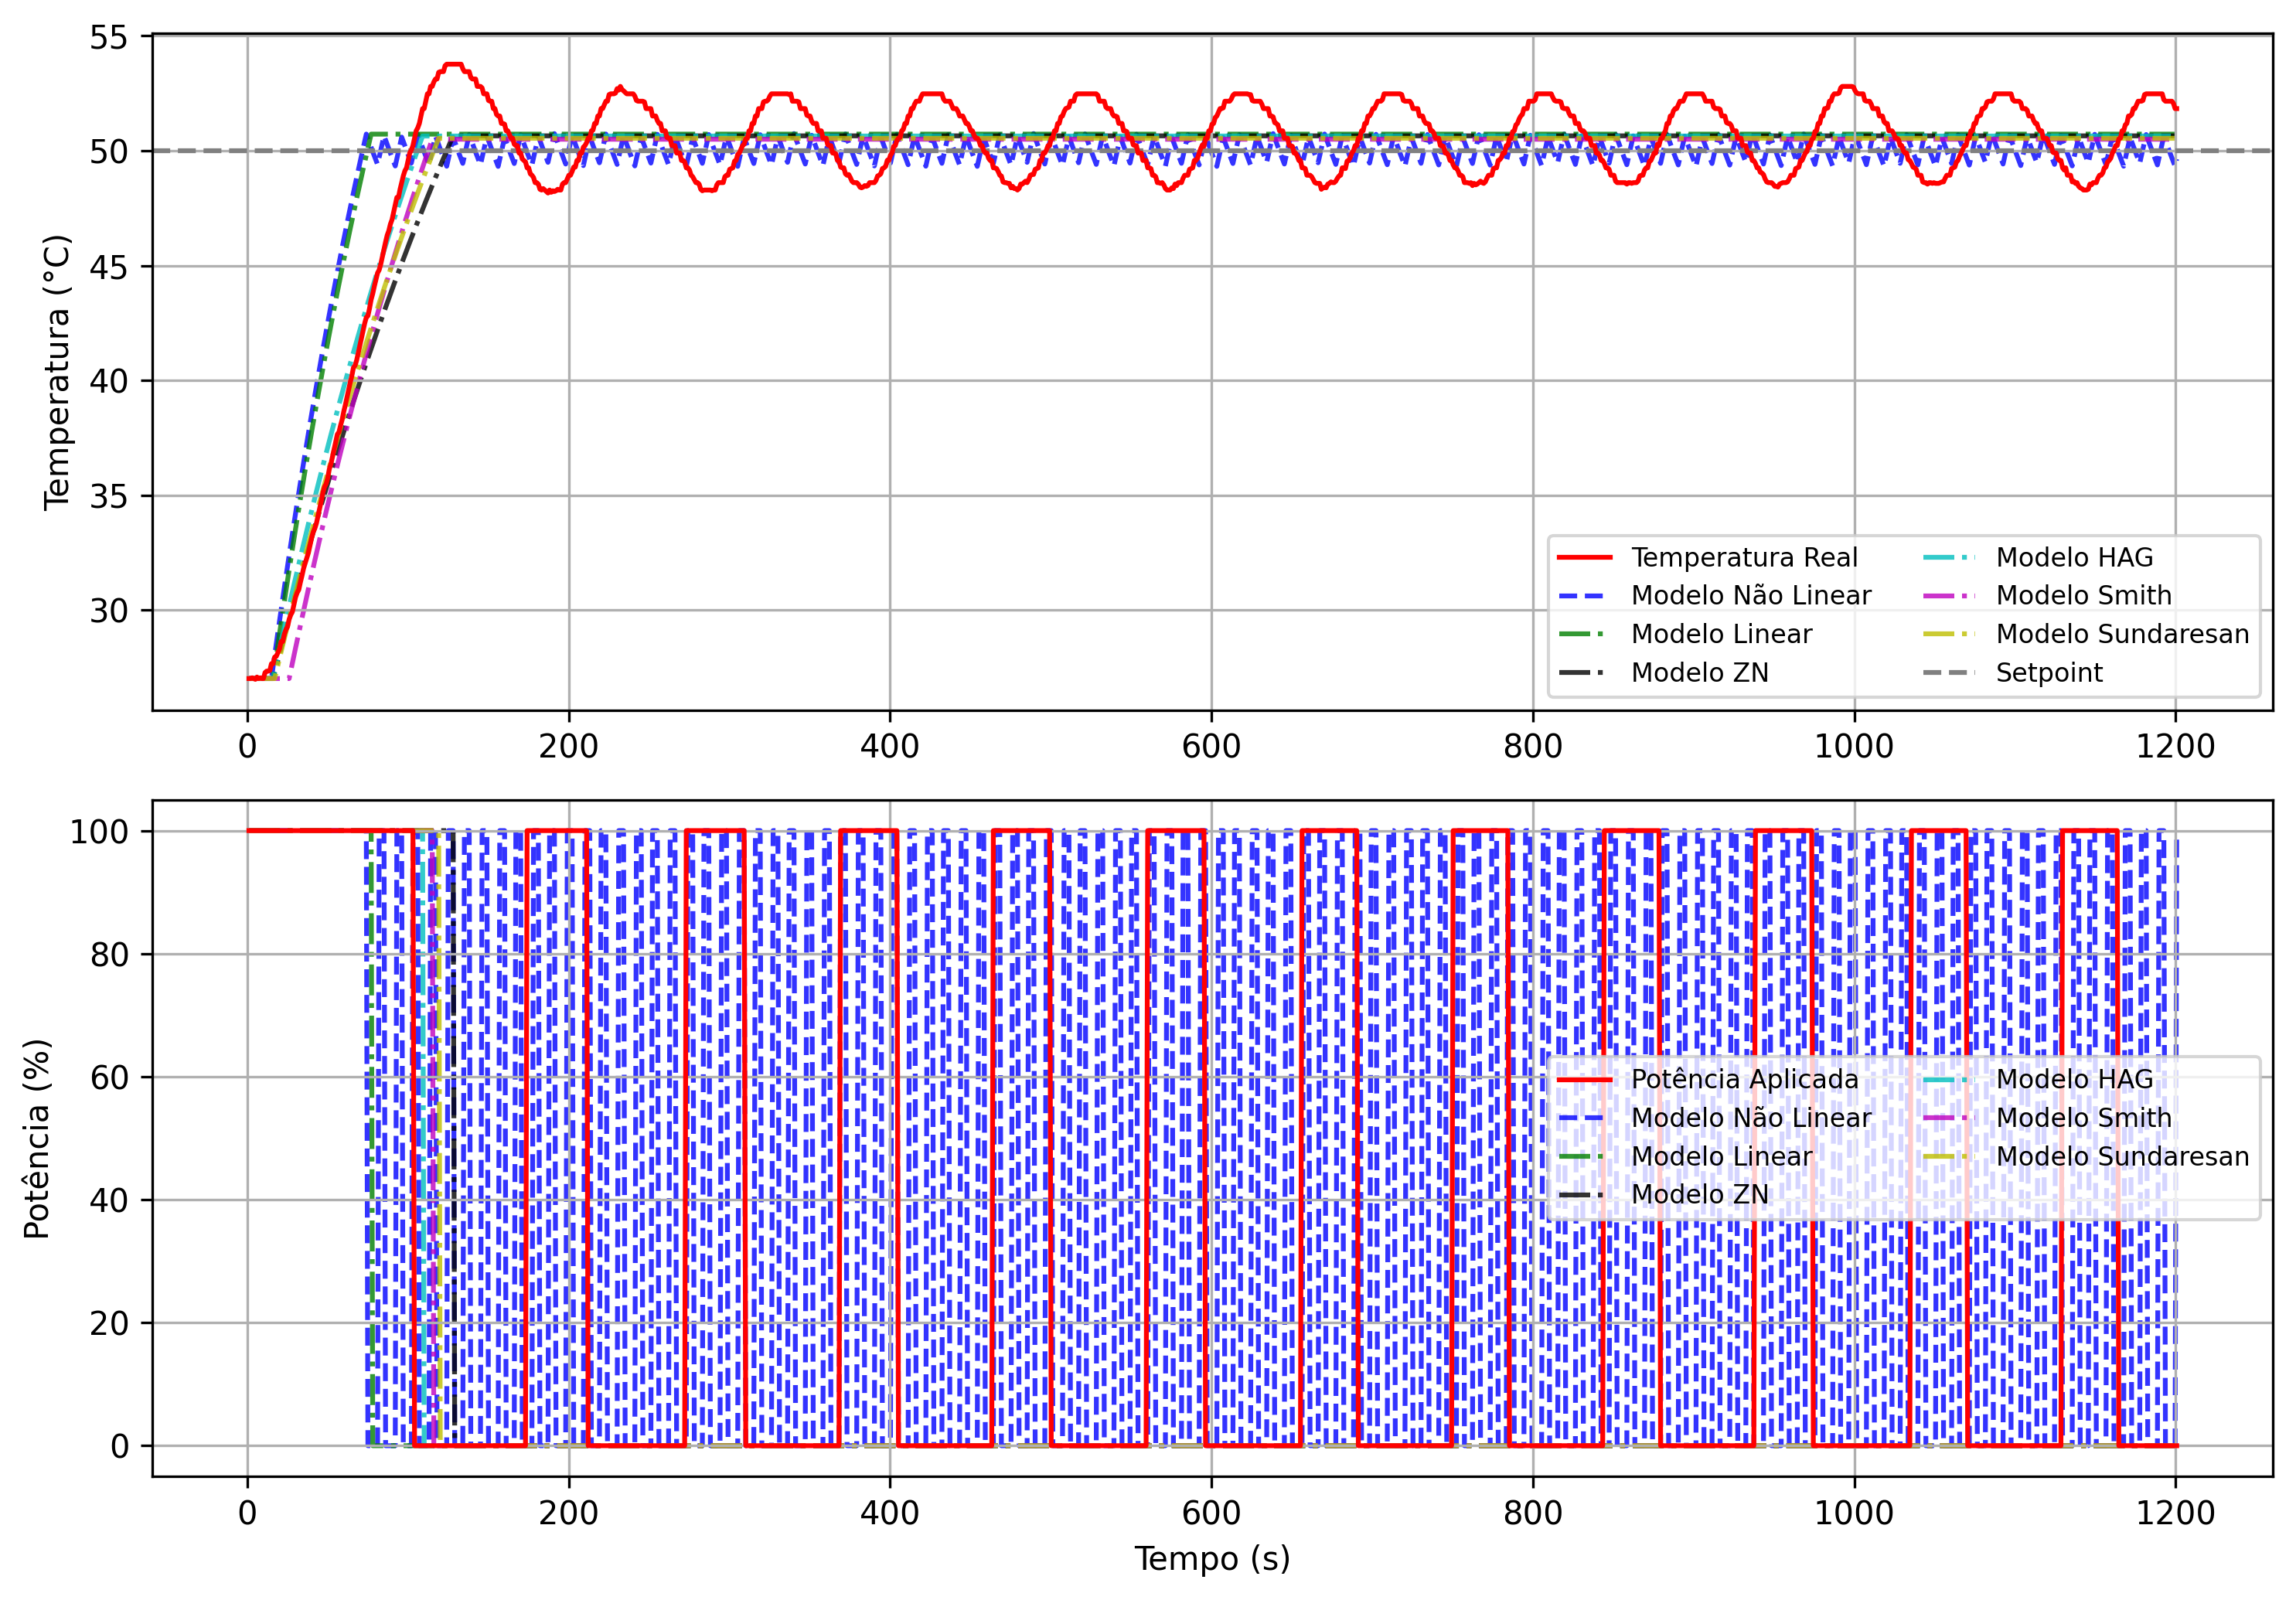 55
50
45
40
35
30
Temperatura (°C)
Temperatura Real
Modelo Não Linear
Modelo Linear
Modelo ZN
Modelo HAG
Modelo Smith
Modelo Sundaresan
Setpoint
0 200 400 600 800 1000 1200
100
80
60
40
20
0
Potência (%)
Potência Aplicada
Modelo Não Linear
Modelo Linear
Modelo ZN
Modelo HAG
Modelo Smith
Modelo Sundaresan
0 200 400 600 800 1000 1200
Tempo (s)